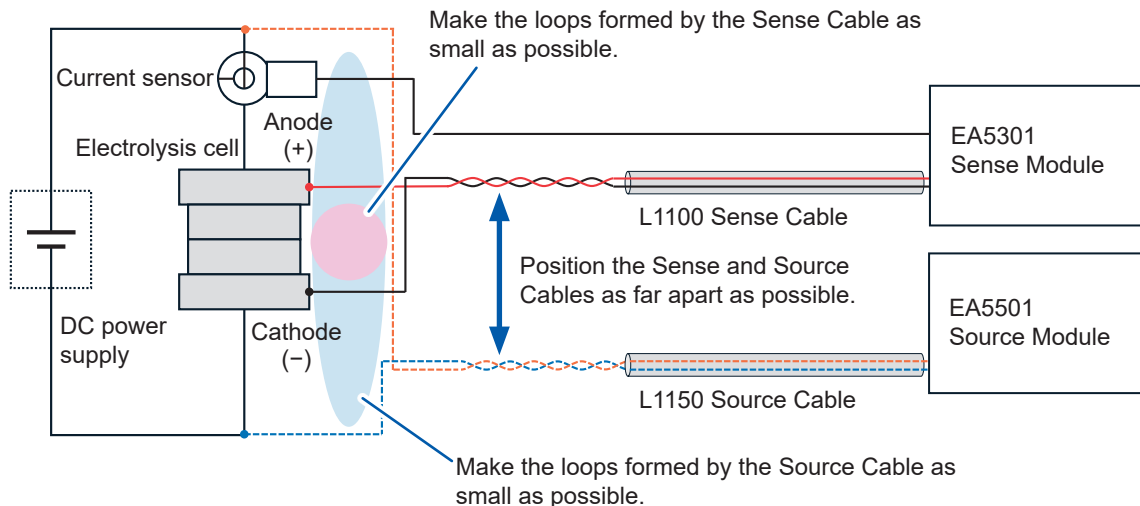 Make the loops formed by the Sense Cable as
small as possible.
Current sensor
Anode
(+)
Electrolysis cell
EA5301
Sense Module
L1100 Sense Cable
Position the Sense and Source
Cables as far apart as possible.
DC power
supply
Cathode
(−)
EA5501
Source Module
L1150 Source Cable
Make the loops formed by the Source Cable as
small as possible.